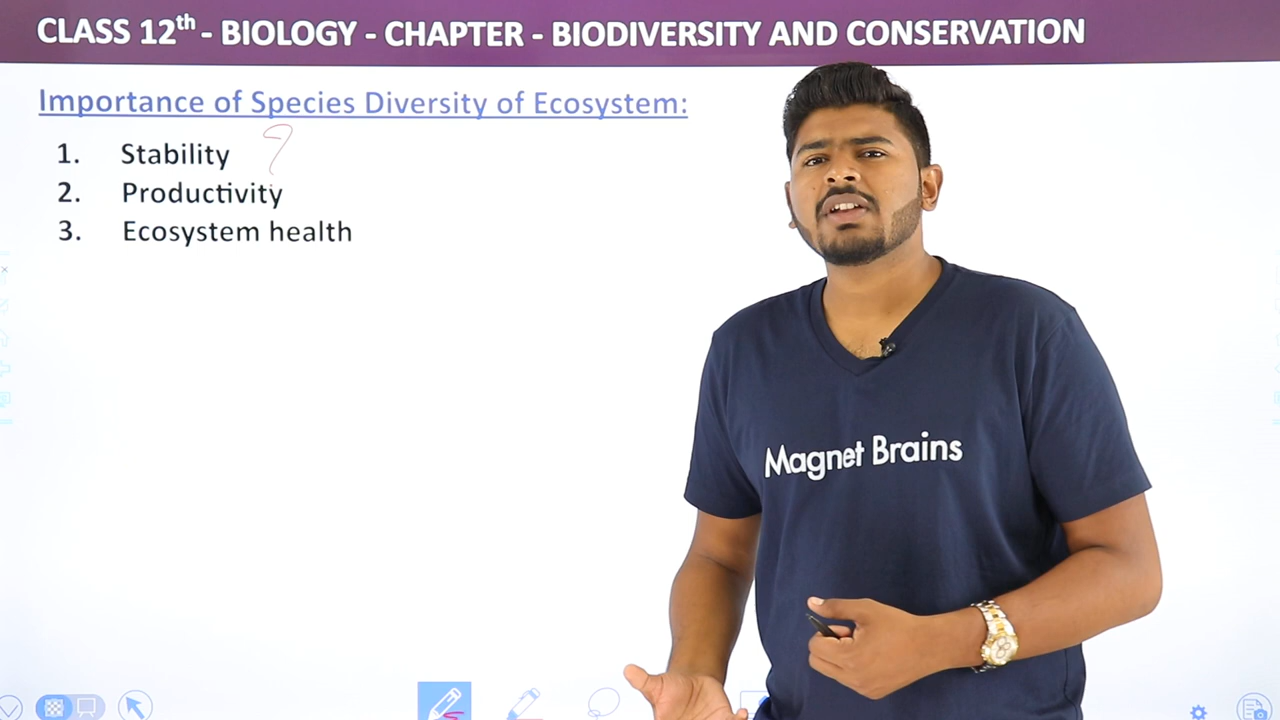 CLASS 12th - BIOLOGY - CHAPTER - BIODIVERSITY AND CONSERVATION
Importance of Species Diversity of Ecosystem:
1. Stability
2. Productivity
3. Ecosystem health
Magnet Brains